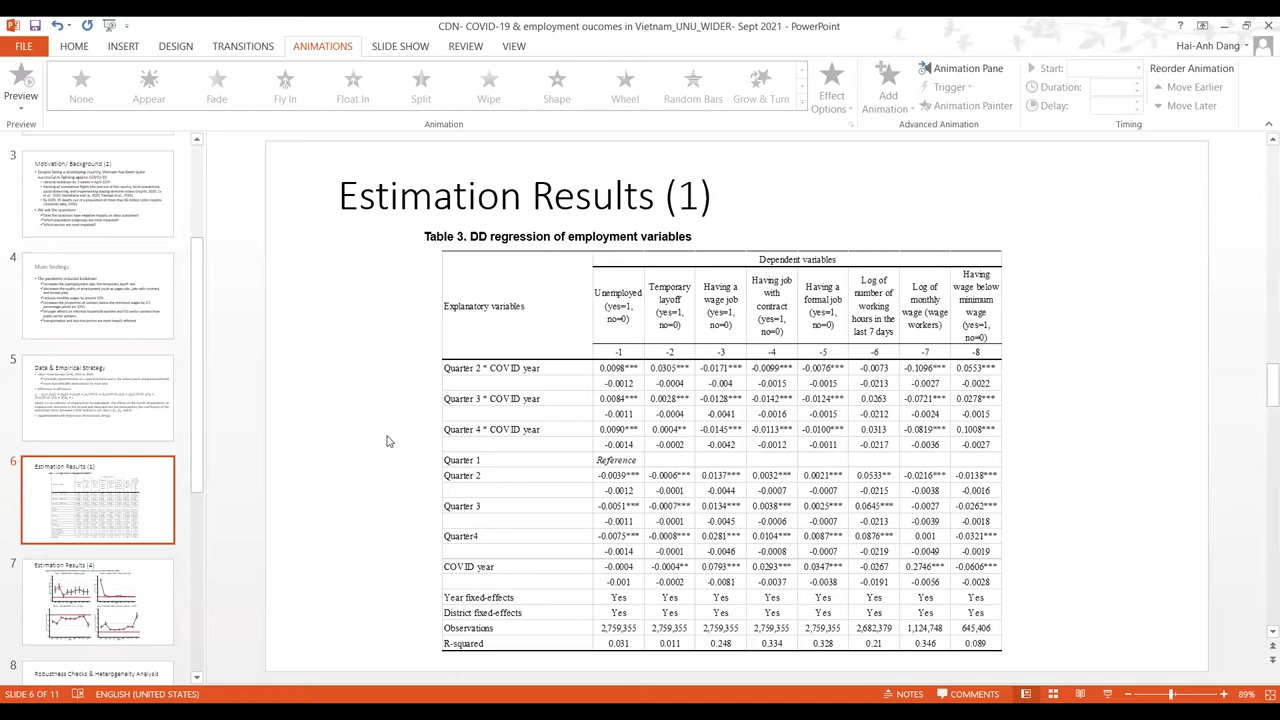 CDN- COVID-19 & employment oucomes in Vietnam_UNU_WIDER- Sept 2021 - PowerPoint
FILE HOME INSERT DESIGN TRANSITIONS ANIMATIONS SLIDE SHOW REVIEW VIEW Hai-Anh Dang
Preview None Appear Fade Fly In Float In Split Wipe Shape Wheel Random Bars Grow & Turn Effect Options Add Animation Animation Pane Trigger Animation Painter Start: Duration: Delay: Reorder Animation Move Earlier Move Later
Preview Animation Advanced Animation Timing
3
Motivation/ Background (2)
4
Main findings
5
Data & Empirical Strategy
6
Estimation Results (1)
7
Estimation Results (4)
8
Robustness Checks & Heterogeneity Analysis
Estimation Results (1)
Table 3. DD regression of employment variables
Dependent variables
Explanatory variables
Unemployed (yes=1, no=0)
Temporary layoff (yes=1, no=0)
Having a wage job (yes=1, no=0)
Having job with contract (yes=1, no=0)
Having a formal job (yes=1, no=0)
Log of number of working hours in the last 7 days
Log of monthly wage (wage workers)
Having wage below minimum wage (yes=1, no=0)
-1 -2 -3 -4 -5 -6 -7 -8
Quarter 2 * COVID year 0.0098*** 0.0305*** -0.0171*** -0.0099*** -0.0076*** -0.0073 -0.1096*** 0.0553***
-0.0012 -0.0004 -0.004 -0.0015 -0.0015 -0.0213 -0.0027 -0.0022
Quarter 3 * COVID year 0.0084*** 0.0028*** -0.0128*** -0.0142*** -0.0124*** 0.0263 -0.0721*** 0.0278***
-0.0011 -0.0004 -0.0041 -0.0016 -0.0015 -0.0212 -0.0024 -0.0015
Quarter 4 * COVID year 0.0090*** 0.0004** -0.0145*** -0.0113*** -0.0100*** 0.0313 -0.0819*** 0.1008***
-0.0014 -0.0002 -0.0042 -0.0012 -0.0011 -0.0217 -0.0036 -0.0027
Quarter 1 Reference
Quarter 2 -0.0039*** -0.0006*** 0.0137*** 0.0032*** 0.0021*** 0.0533** -0.0216*** -0.0138***
-0.0012 -0.0001 -0.0044 -0.0007 -0.0007 -0.0215 -0.0038 -0.0016
Quarter 3 -0.0051*** -0.0007*** 0.0134*** 0.0038*** 0.0025*** 0.0645*** -0.0027 -0.0262***
-0.0011 -0.0001 -0.0045 -0.0006 -0.0007 -0.0213 -0.0039 -0.0018
Quarter4 -0.0075*** -0.0008*** 0.0281*** 0.0104*** 0.0087*** 0.0876*** 0.001 -0.0321***
-0.0014 -0.0001 -0.0046 -0.0008 -0.0007 -0.0219 -0.0049 -0.0019
COVID year -0.0004 -0.0004** 0.0793*** 0.0293*** 0.0347*** -0.0267 0.2746*** -0.0606***
-0.001 -0.0002 -0.0081 -0.0037 -0.0038 -0.0191 -0.0056 -0.0028
Year fixed-effects Yes Yes Yes Yes Yes Yes Yes Yes
District fixed-effects Yes Yes Yes Yes Yes Yes Yes Yes
Observations 2,759,355 2,759,355 2,759,355 2,759,355 2,759,355 2,682,379 1,124,748 645,406
R-squared 0.031 0.011 0.248 0.334 0.328 0.21 0.346 0.089
SLIDE 6 OF 11 ENGLISH (UNITED STATES) NOTES COMMENTS 89%